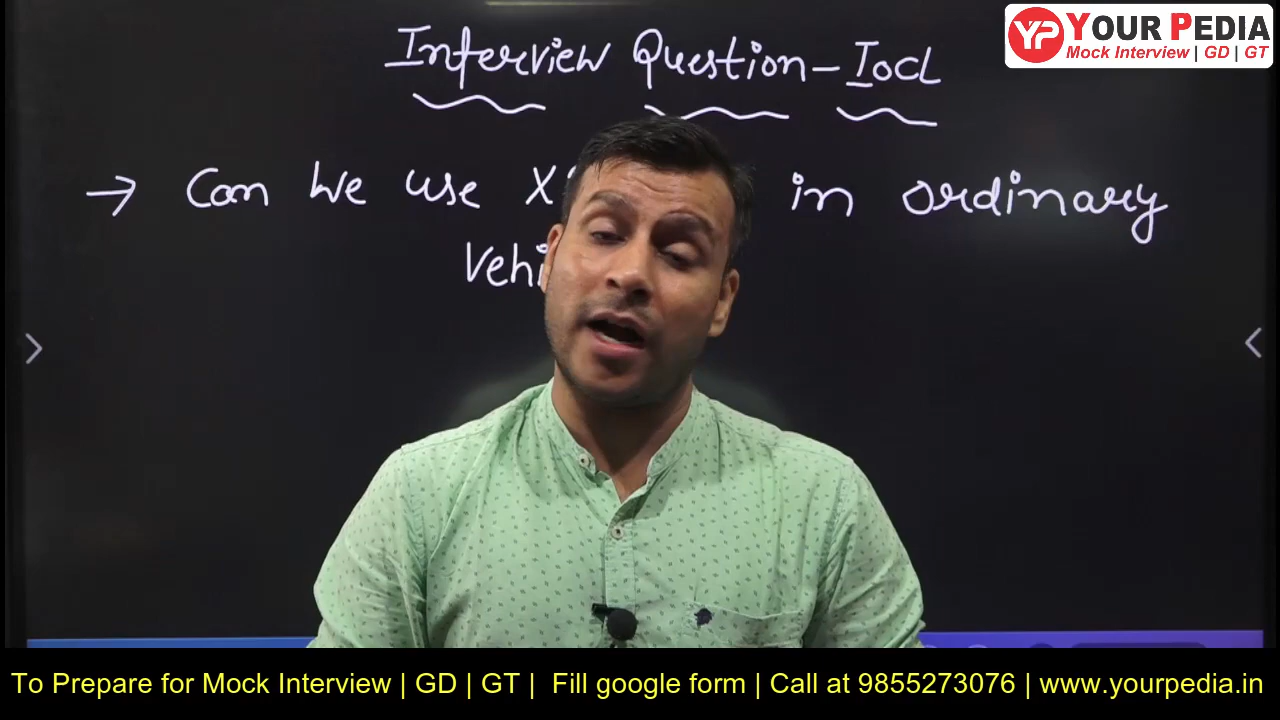 Interview Question - Iocl
→ Can we use X in ordinary
Vehi
YP YOUR PEDIA
Mock Interview | GD | GT
To Prepare for Mock Interview | GD | GT | Fill google form | Call at 9855273076 | www.yourpedia.in